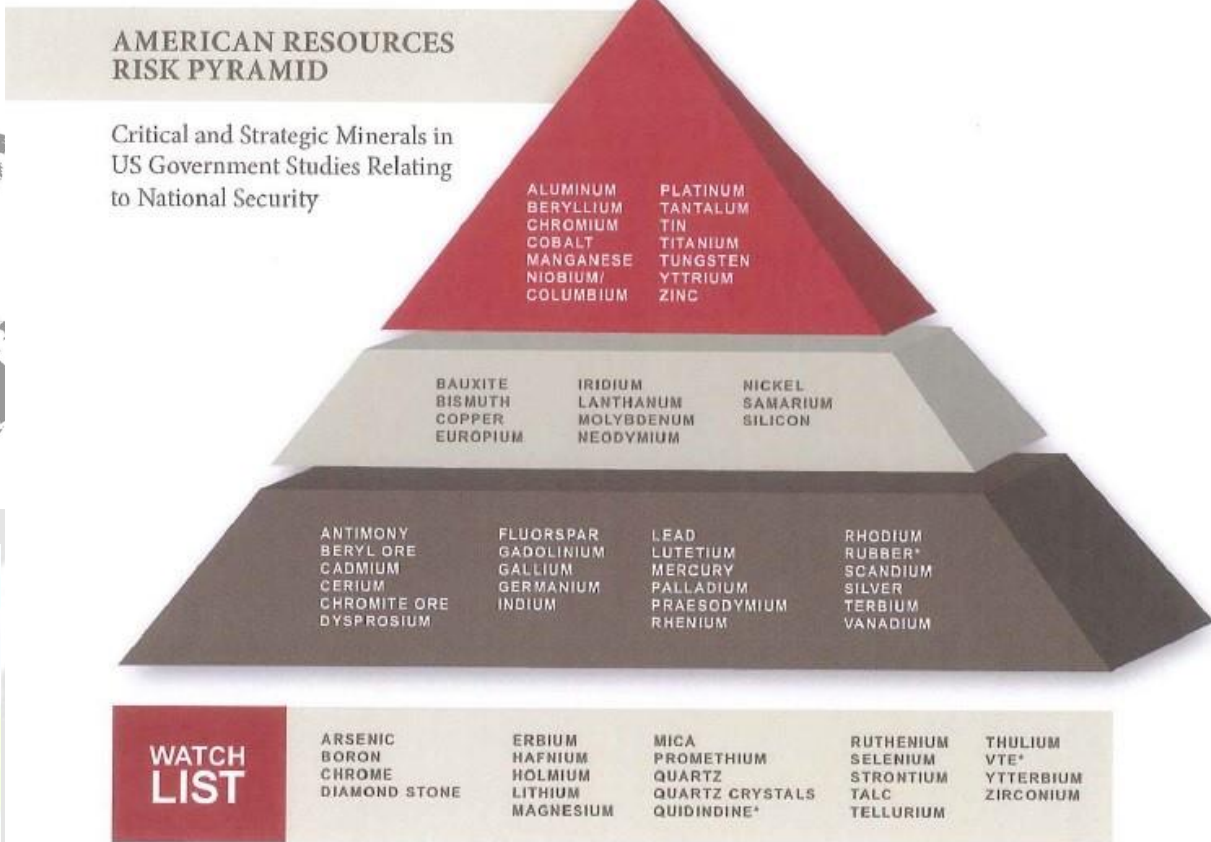 AMERICAN RESOURCES
RISK PYRAMID
Critical and Strategic Minerals in
US Government Studies Relating
to National Security
ALUMINUM
BERYLLIUM
CHROMIUM
COBALT
MANGANESE
NIOBIUM/
COLUMBIUM
PLATINUM
TANTALUM
TIN
TITANIUM
TUNGSTEN
YTTRIUM
ZINC
BAUXITE
BISMUTH
COPPER
EUROPIUM
IRIDIUM
LANTHANUM
MOLYBDENUM
NEODYMIUM
NICKEL
SAMARIUM
SILICON
ANTIMONY
BERYL ORE
CADMIUM
CERIUM
CHROMITE ORE
DYSPROSIUM
FLUORSPAR
GADOLINIUM
GALLIUM
GERMANIUM
INDIUM
LEAD
LUTETIUM
MERCURY
PALLADIUM
PRAESODYMIUM
RHENIUM
RHODIUM
RUBBER*
SCANDIUM
SILVER
TERBIUM
VANADIUM
WATCH
LIST
ARSENIC
BORON
CHROME
DIAMOND STONE
ERBIUM
HAFNIUM
HOLMIUM
LITHIUM
MAGNESIUM
MICA
PROMETHIUM
QUARTZ
QUARTZ CRYSTALS
QUIDINDINE*
RUTHENIUM
SELENIUM
STRONTIUM
TALC
TELLURIUM
THULIUM
VTE*
YTTERBIUM
ZIRCONIUM